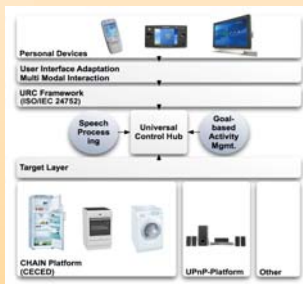 Personal Devices
User Interface Adaptation
Multi Modal Interaction
URC Framework
(ISO/IEC 24752)
Speech
Process
ing
Universal
Control Hub
Goal-
based
Activity
Mgmt.
Target Layer
CHAIN Platform
(CECED)
UPnP-Platform
Other